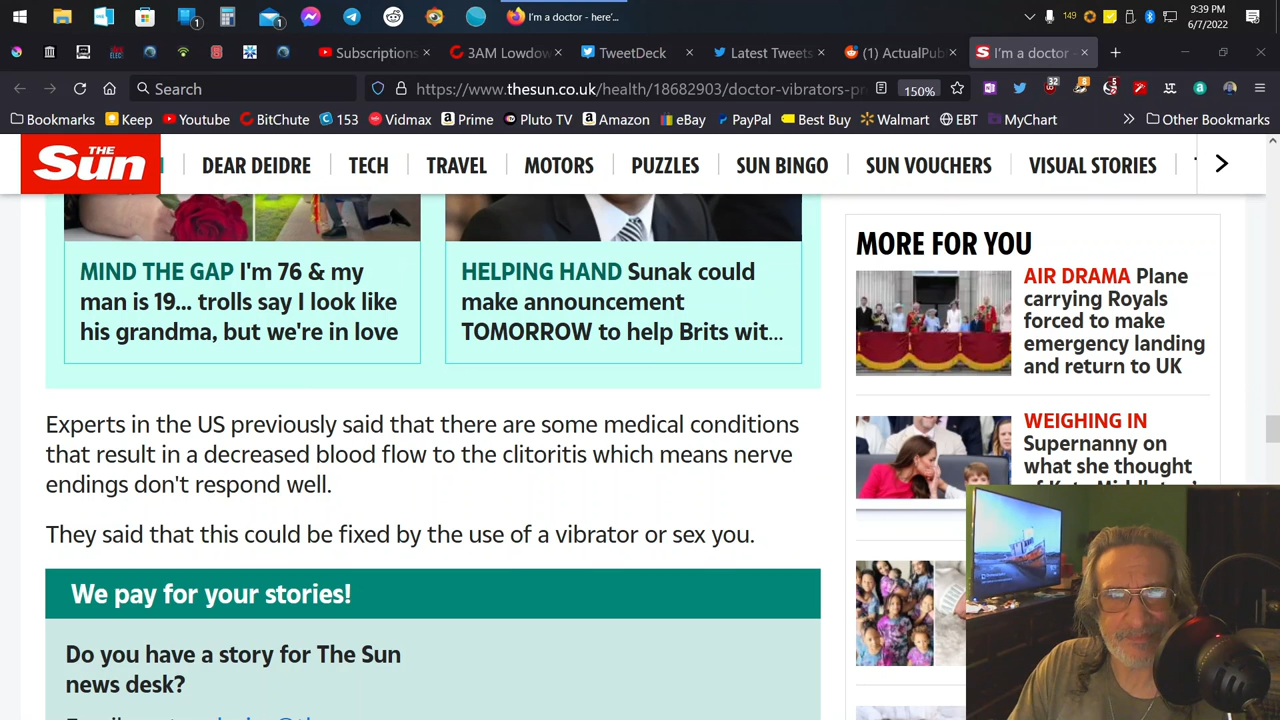 1
1
I'm a doctor - here'...
149
9:39 PM
6/7/2022
Subscriptions
3AM Lowdow
TweetDeck
Latest Tweets
(1) ActualPub
I'm a doctor -
Search
https://www.thesun.co.uk/health/18682903/doctor-vibrators-pr
150%
32
8
5
Bookmarks
Keep
Youtube
BitChute
153
Vidmax
Prime
Pluto TV
Amazon
eBay
PayPal
Best Buy
Walmart
EBT
MyChart
Other Bookmarks
THE
Sun
DEAR DEIDRE
TECH
TRAVEL
MOTORS
PUZZLES
SUN BINGO
SUN VOUCHERS
VISUAL STORIES
MIND THE GAP I'm 76 & my
man is 19... trolls say I look like
his grandma, but we're in love
HELPING HAND Sunak could
make announcement
TOMORROW to help Brits wit...
Experts in the US previously said that there are some medical conditions
that result in a decreased blood flow to the clitoritis which means nerve
endings don't respond well.
They said that this could be fixed by the use of a vibrator or sex you.
We pay for your stories!
Do you have a story for The Sun
news desk?
MORE FOR YOU
AIR DRAMA Plane
carrying Royals
forced to make
emergency landing
and return to UK
WEIGHING IN
Supernanny on
what she thought